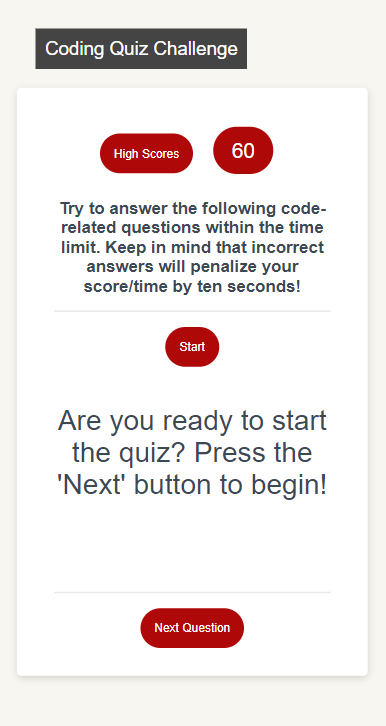 Coding Quiz Challenge
High Scores
60
Try to answer the following code-
related questions within the time
limit. Keep in mind that incorrect
answers will penalize your
score/time by ten seconds!
Start
Are you ready to start
the quiz? Press the
'Next' button to begin!
Next Question